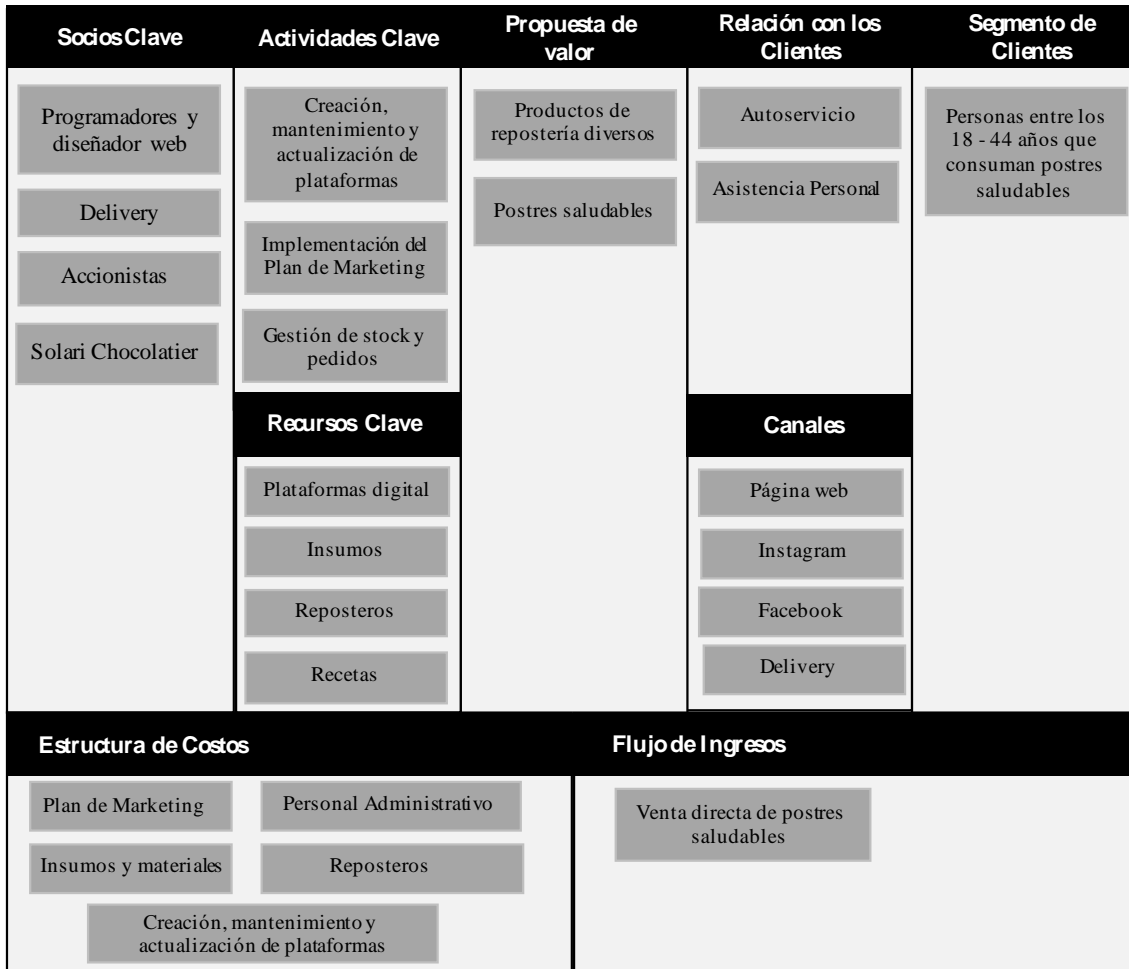 Socios Clave
Programadores y
diseñador web
Delivery
Accionistas
Solari Chocolatier
Actividades Clave
Creación,
mantenimiento y
actualización de
plataformas
Implementación del
Plan de Marketing
Gestión de stock y
pedidos
Recursos Clave
Plataformas digital
Insumos
Reposteros
Recetas
Propuesta de
valor
Productos de
repostería diversos
Postres saludables
Relación con los
Clientes
Autoservicio
Asistencia Personal
Canales
Página web
Instagram
Facebook
Delivery
Segmento de
Clientes
Personas entre los
18 - 44 años que
consuman postres
saludables
Estructura de Costos
Plan de Marketing
Personal Administrativo
Insumos y materiales
Reposteros
Creación, mantenimiento y
actualización de plataformas
Flujo de Ingresos
Venta directa de postres
saludables